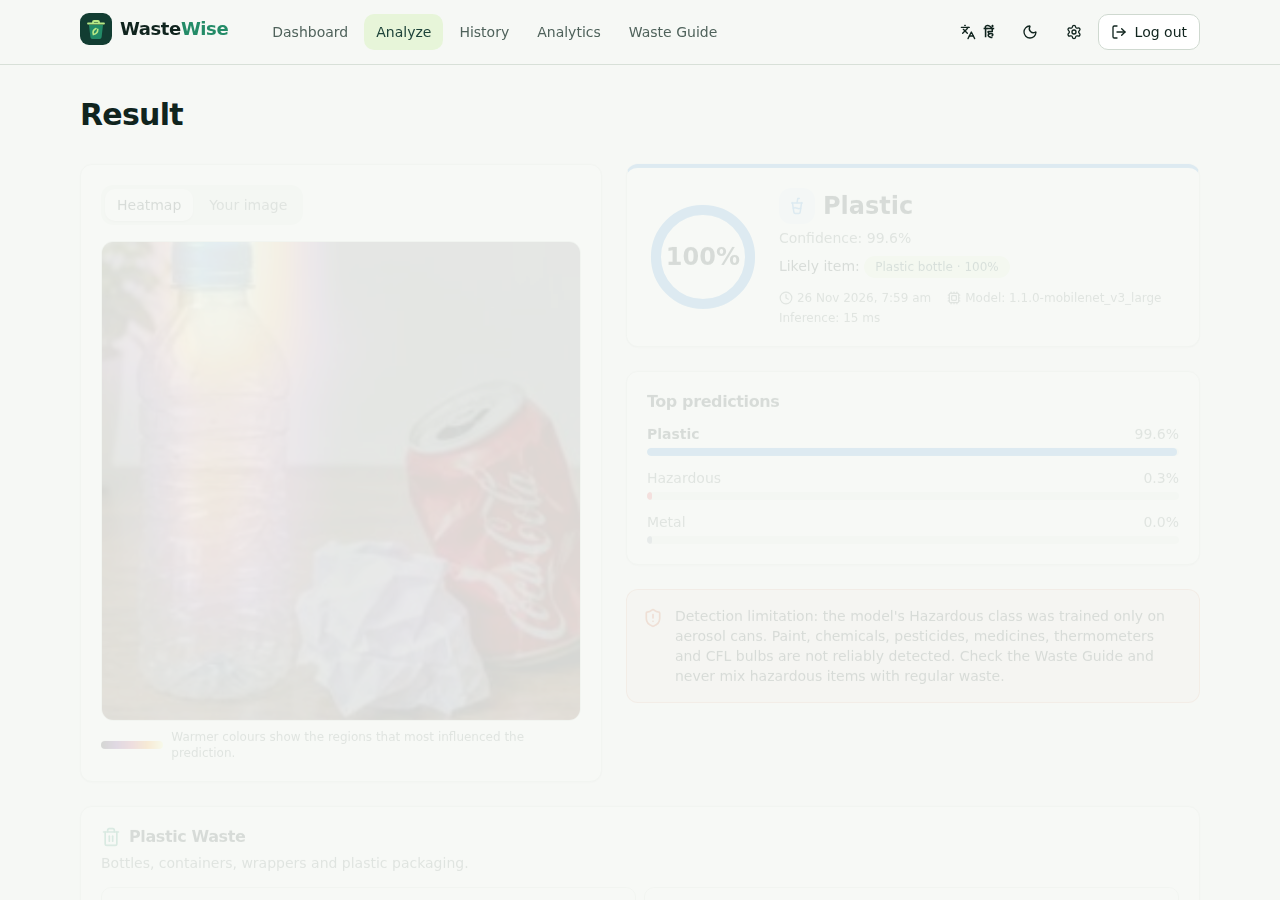 WasteWise
Dashboard
Analyze
History
Analytics
Waste Guide
हिं
Log out
Result
Heatmap
Your image
Coca-Cola
Warmer colours show the regions that most influenced the
prediction.
100%
Plastic
Confidence: 99.6%
Likely item: Plastic bottle · 100%
26 Nov 2026, 7:59 am
Model: 1.1.0-mobilenet_v3_large
Inference: 15 ms
Top predictions
Plastic 99.6%
Hazardous 0.3%
Metal 0.0%
Detection limitation: the model's Hazardous class was trained only on
aerosol cans. Paint, chemicals, pesticides, medicines, thermometers
and CFL bulbs are not reliably detected. Check the Waste Guide and
never mix hazardous items with regular waste.
Plastic Waste
Bottles, containers, wrappers and plastic packaging.